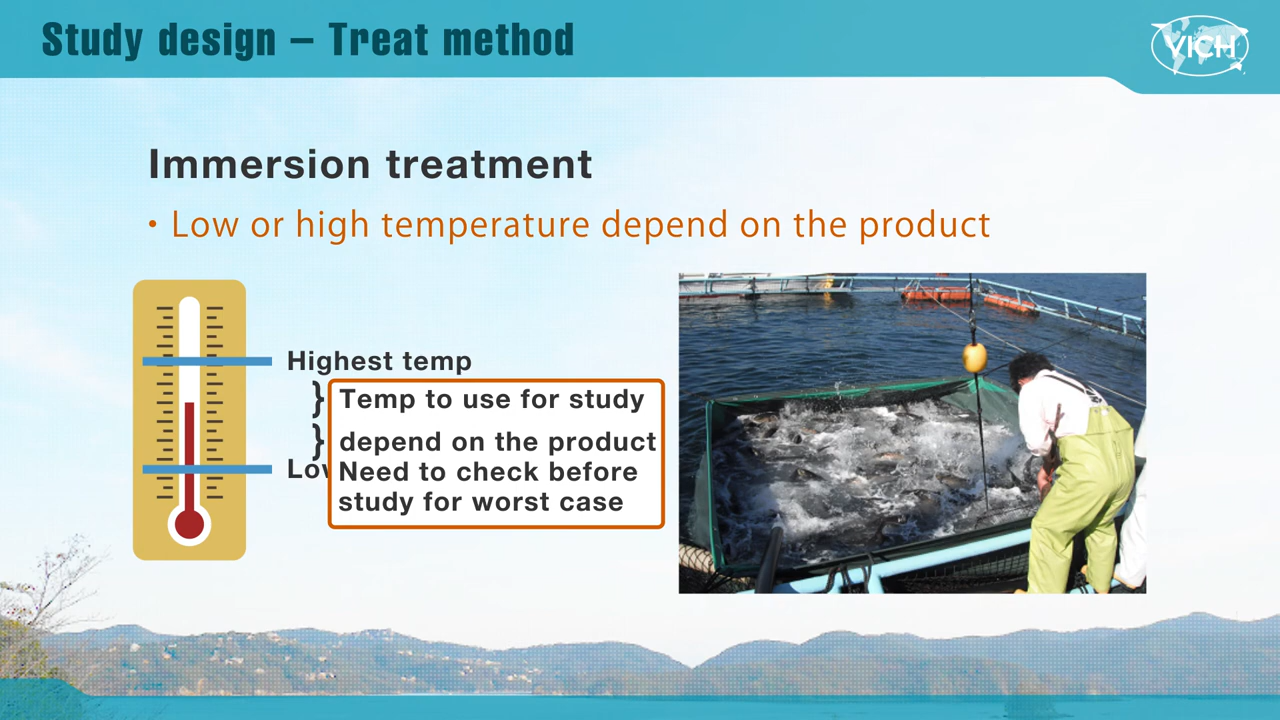 Study design – Treat method
VICH
Immersion treatment
• Low or high temperature depend on the product
Highest temp
} Temp to use for study
} depend on the product
Need to check before
study for worst case